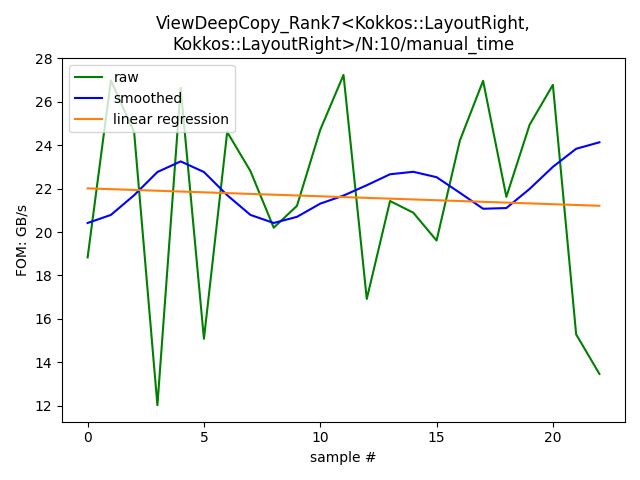 ViewDeepCopy_Rank7<Kokkos::LayoutRight,
Kokkos::LayoutRight>/N:10/manual_time
raw
smoothed
linear regression
FOM: GB/s
28
26
24
22
20
18
16
14
12
0
5
10
15
20
sample #